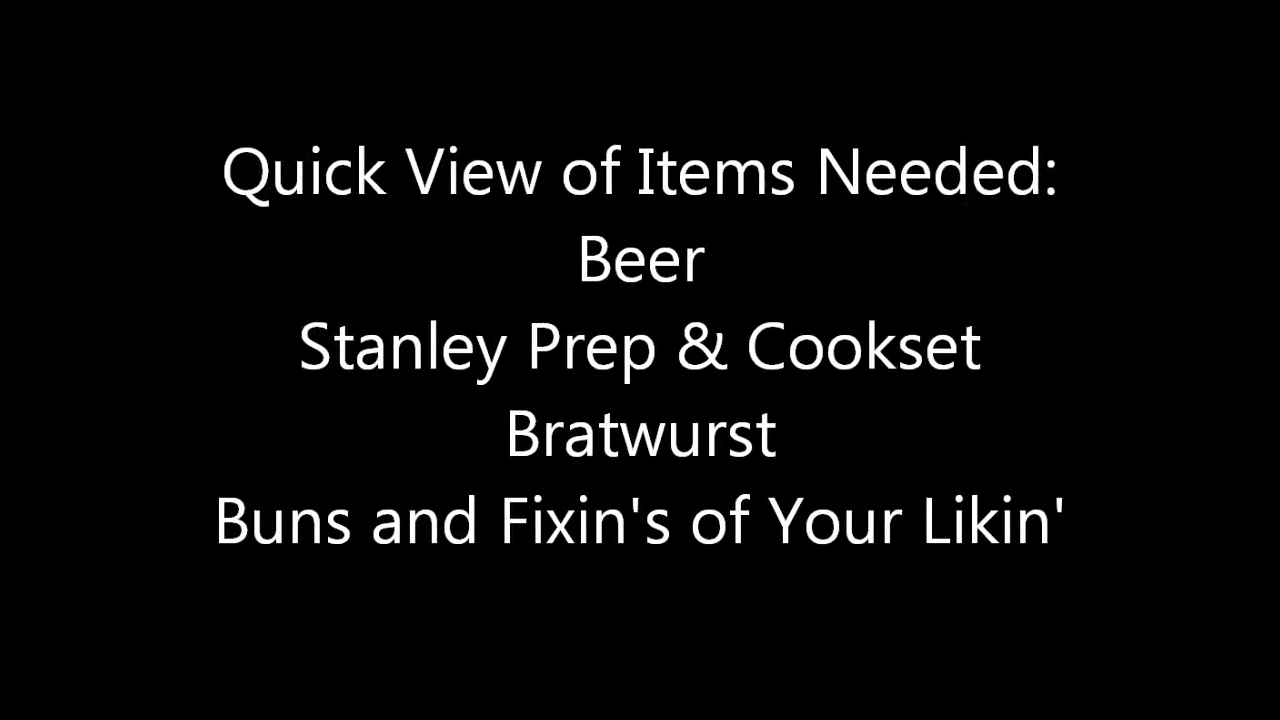 Quick View of Items Needed:
Beer
Stanley Prep & Cookset
Bratwurst
Buns and Fixin's of Your Likin'